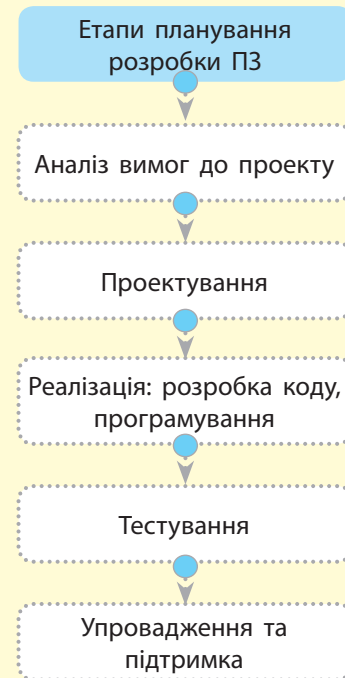 Етапи планування
розробки ПЗ
Аналіз вимог до проекту
Проектування
Реалізація: розробка коду,
програмування
Тестування
Упровадження та
підтримка